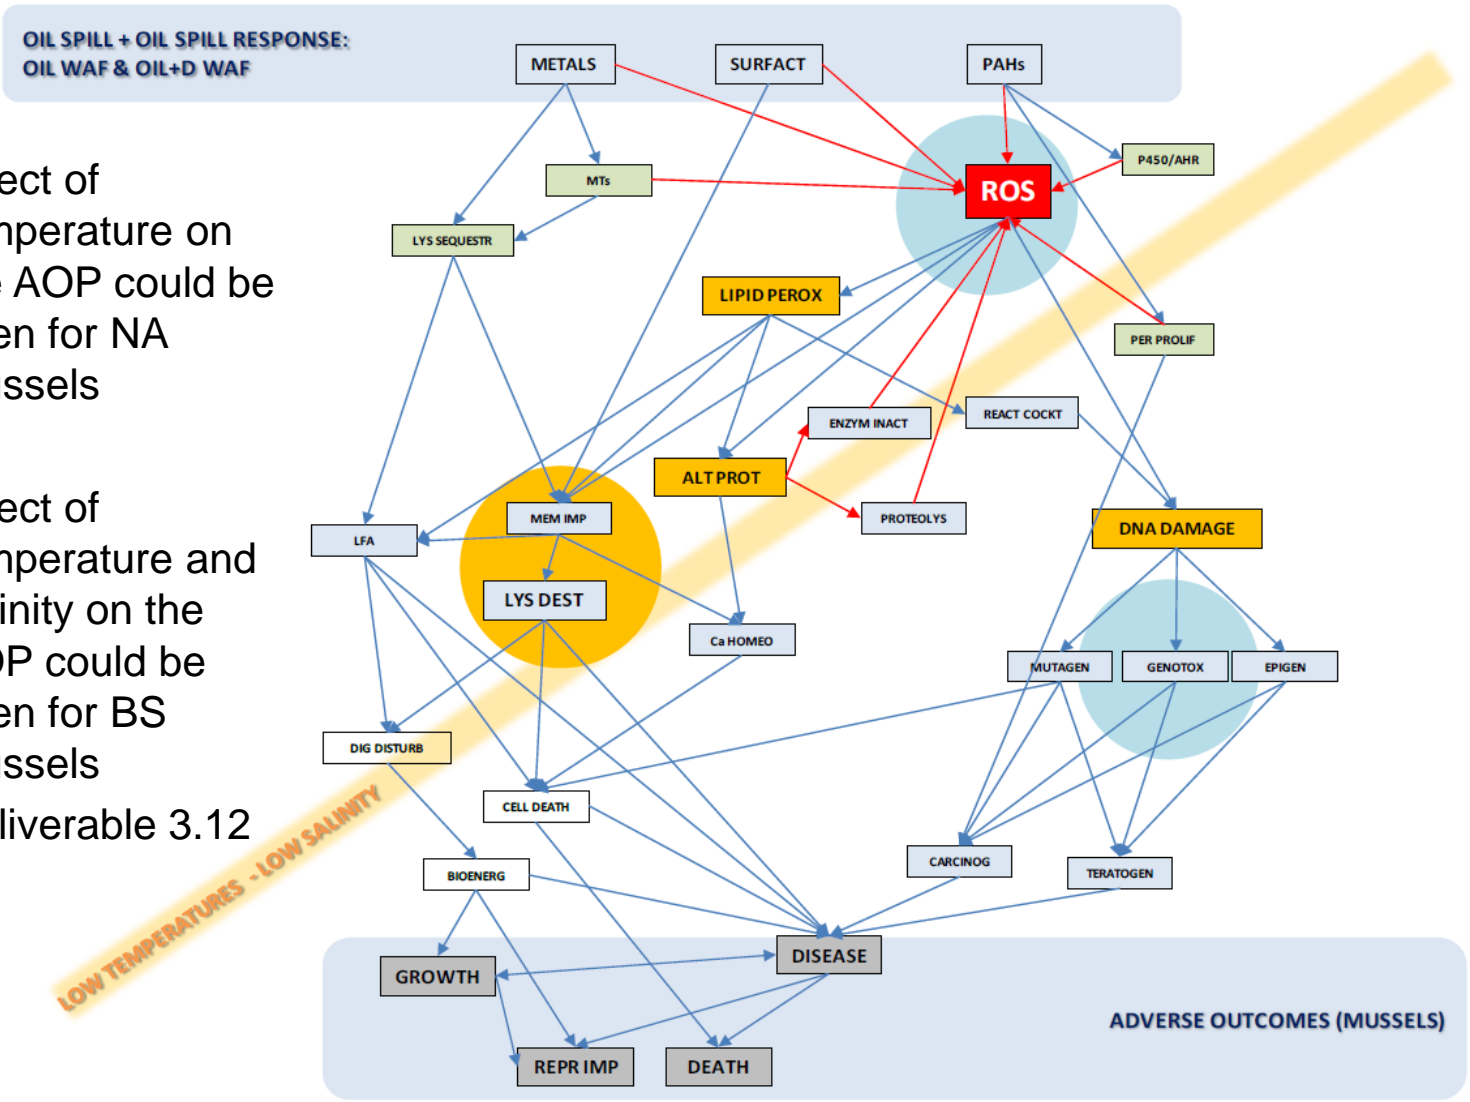 OIL SPILL + OIL SPILL RESPONSE:
OIL WAF & OIL+D WAF
METALS
SURFACT
PAHs
P450/AHR
MTs
ROS
LYS SEQUESTR
LIPID PEROX
PER PROLIF
ENZYM INACT
REACT COCKT
ALT PROT
MEM IMP
PROTEOLYS
DNA DAMAGE
LFA
LYS DEST
Ca HOMEO
MUTAGEN
GENOTOX
EPIGEN
DIG DISTURB
CELL DEATH
CARCINOG
TERATOGEN
BIOENERG
LOW TEMPERATURES - LOW SALINITY
DISEASE
GROWTH
ADVERSE OUTCOMES (MUSSELS)
REPR IMP
DEATH
ect of
mperature on
e AOP could be
en for NA
ussels
ect of
mperature and
inity on the
OP could be
en for BS
ussels
liverable 3.12